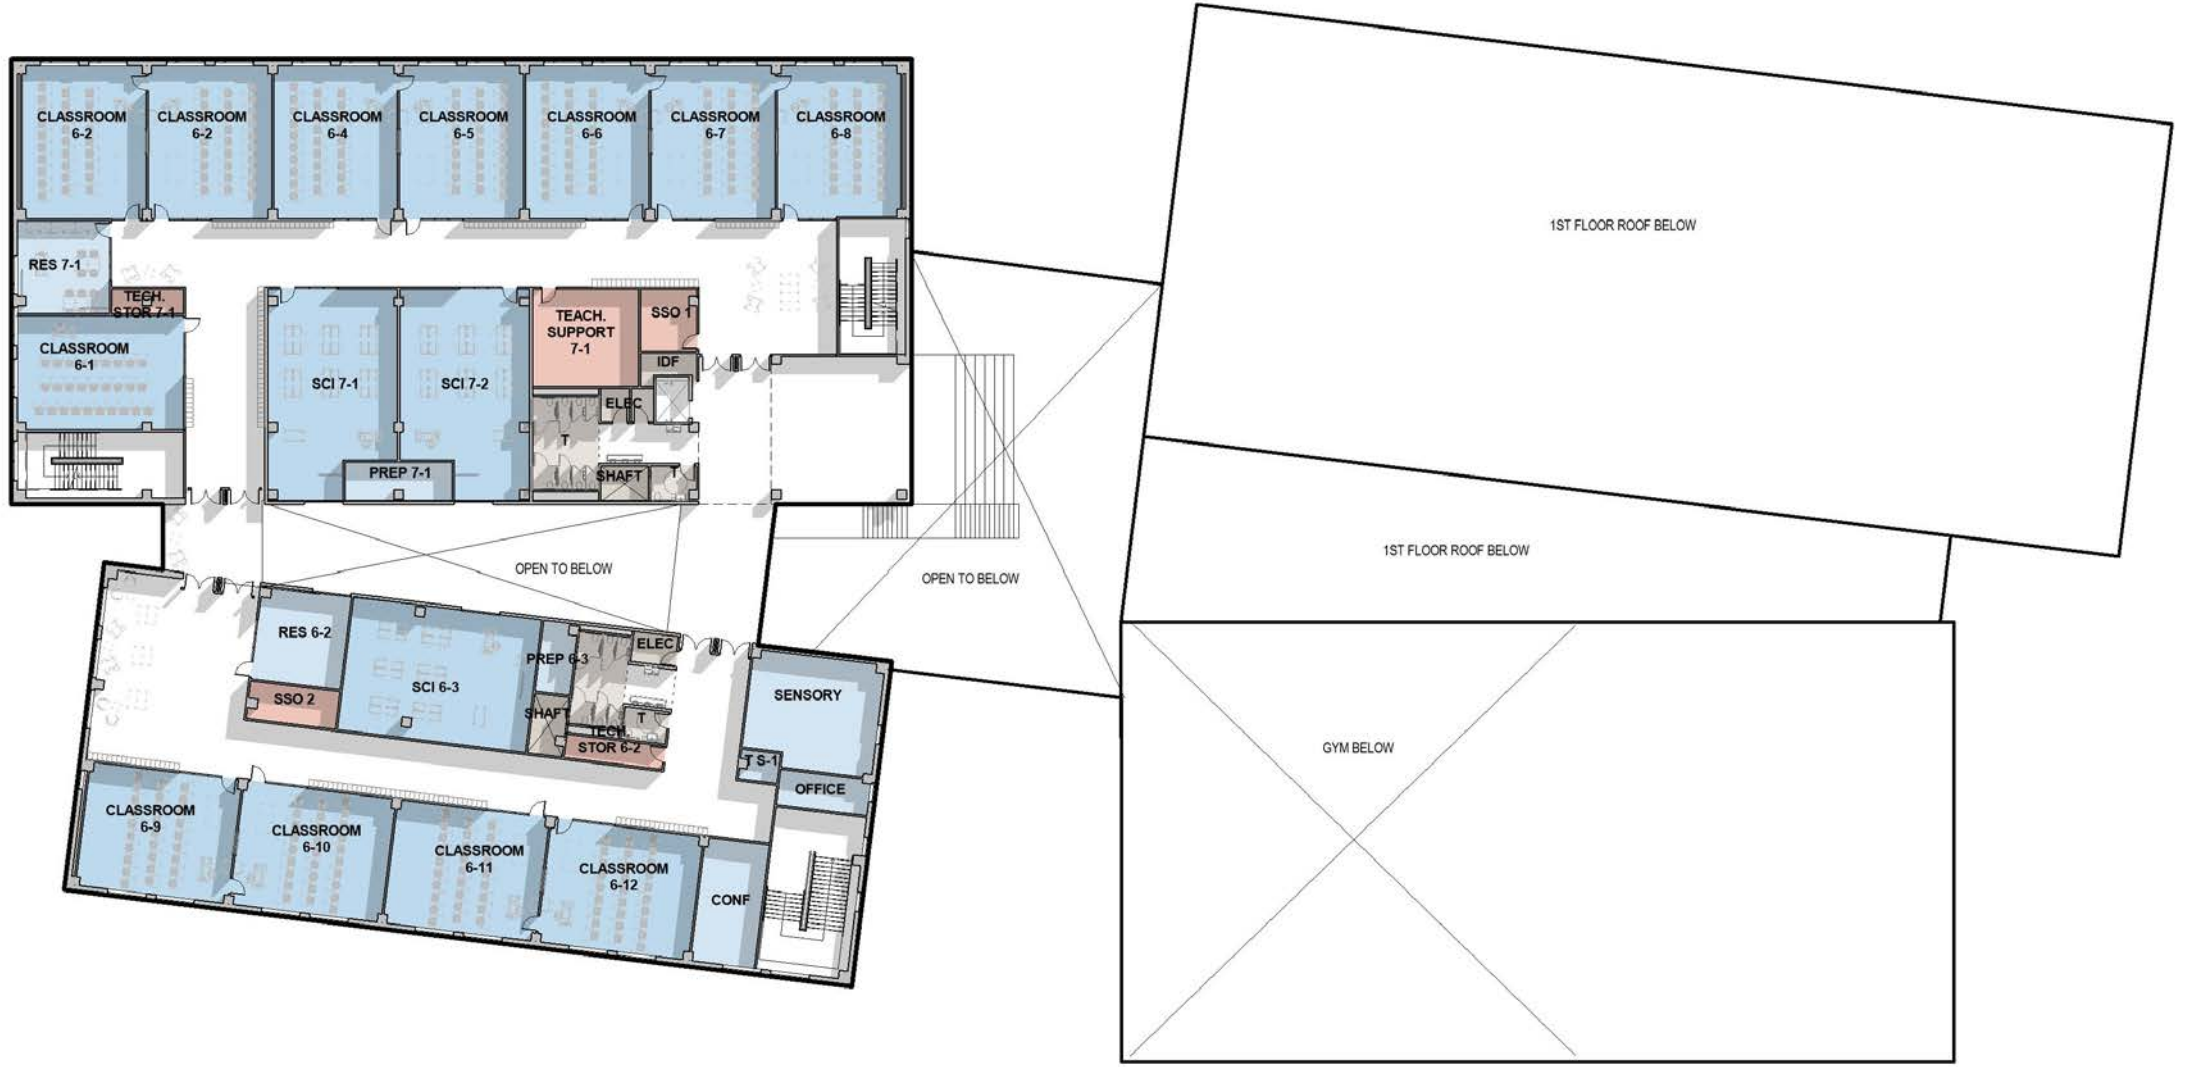 CLASSROOM
6-2
CLASSROOM
6-2
CLASSROOM
6-4
CLASSROOM
6-5
CLASSROOM
6-6
CLASSROOM
6-7
CLASSROOM
6-8
1ST FLOOR ROOF BELOW
RES 7-1
TECH.
STOR 7-1
CLASSROOM
6-1
SCI 7-1
SCI 7-2
PREP 7-1
TEACH.
SUPPORT
7-1
SSO 1
IDF
ELEC
T
SHAFT
T
OPEN TO BELOW
OPEN TO BELOW
1ST FLOOR ROOF BELOW
RES 6-2
SSO 2
SCI 6-3
PREP 6-3
ELEC
SHAFT
T
TECH.
STOR 6-2
SENSORY
T S-1
OFFICE
GYM BELOW
CLASSROOM
6-9
CLASSROOM
6-10
CLASSROOM
6-11
CLASSROOM
6-12
CONF